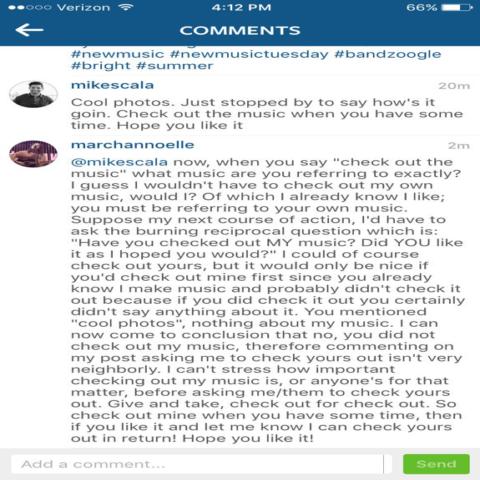 Verizon 4:12 PM 66%
COMMENTS
#newmusic #newmusictuesday #bandzoogle
#bright #summer
mikescala 20m
Cool photos. Just stopped by to say how's it
goin. Check out the music when you have some
time. Hope you like it
marchannoelle 2m
@mikescala now, when you say "check out the
music" what music are you referring to exactly?
I guess I wouldn't have to check out my own
music, would I? Of which I already know I like;
you must be referring to your own music.
Suppose my next course of action, I'd have to
ask the burning reciprocal question which is:
"Have you checked out MY music? Did YOU like
it as I hoped you would?" I could of course
check out yours, but it would only be nice if
you'd check out mine first since you already
know I make music and probably didn't check it
out because if you did check it out you certainly
didn't say anything about it. You mentioned
"cool photos", nothing about my music. I can
now come to conclusion that no, you did not
check out my music, therefore commenting on
my post asking me to check yours out isn't very
neighborly. I can't stress how important
checking out my music is, or anyone's for that
matter, before asking me/them to check yours
out. Give and take, check out for check out. So
check out mine when you have some time, then
if you like it and let me know I can check yours
out in return! Hope you like it!
Add a comment... Send